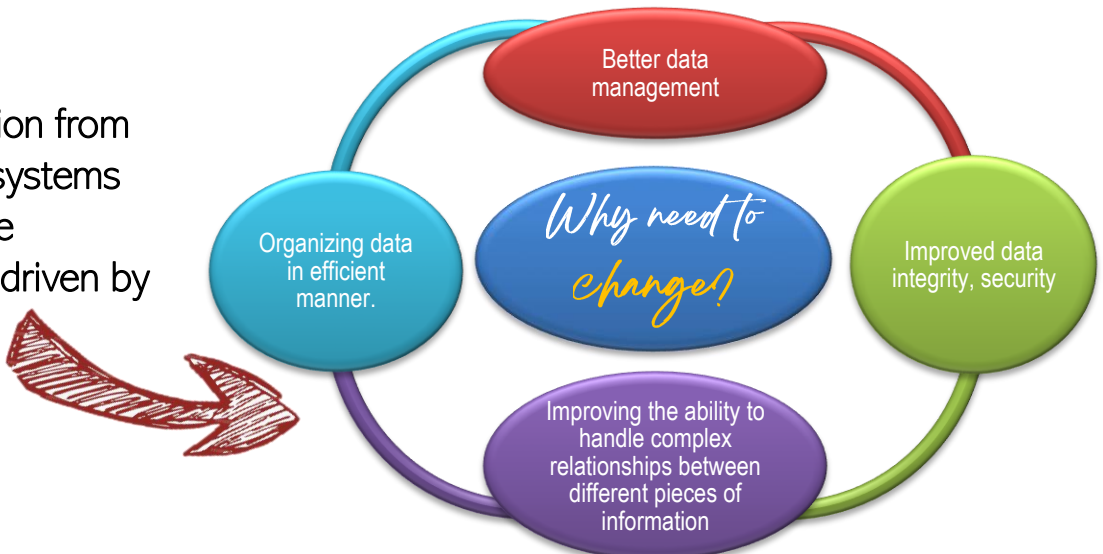 ion from
systems
e
driven by
Better data
management
Organizing data
in efficient
manner.
Why need to
change?
Improved data
integrity, security
Improving the ability to
handle complex
relationships between
different pieces of
information